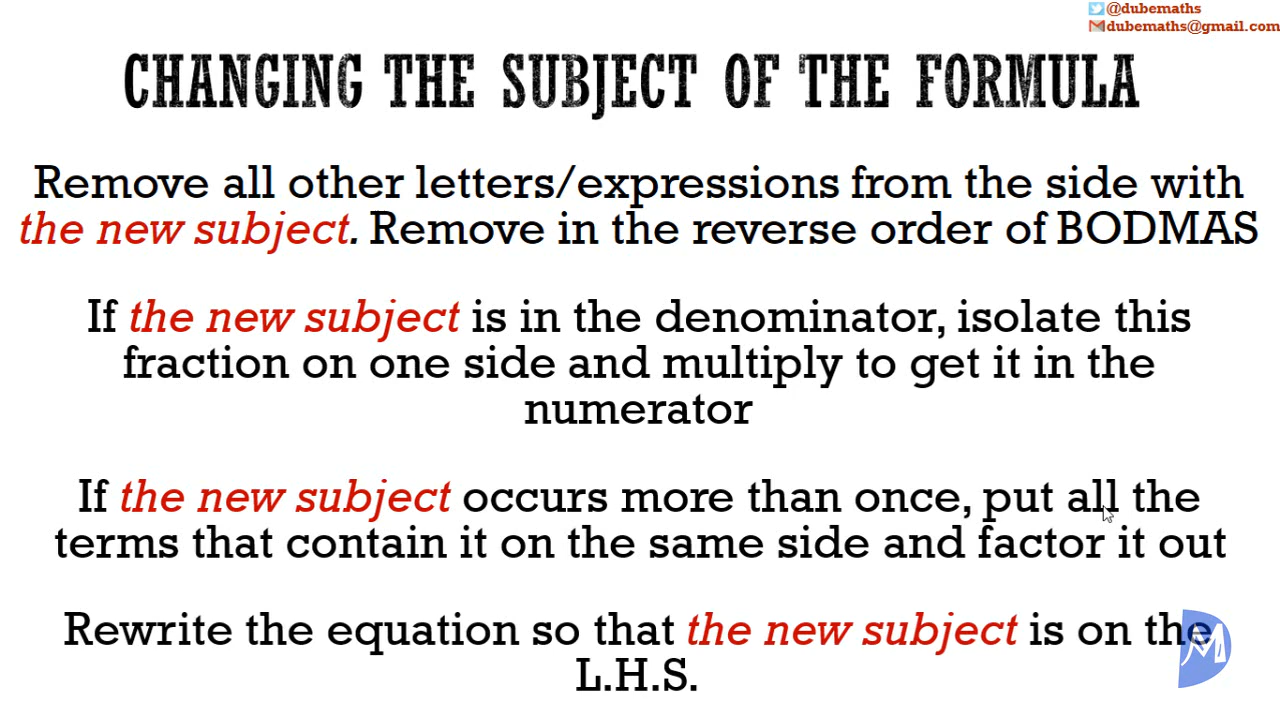 @dubemaths
dubemaths@gmail.com
CHANGING THE SUBJECT OF THE FORMULA
Remove all other letters/expressions from the side with
the new subject. Remove in the reverse order of BODMAS
If the new subject is in the denominator, isolate this
fraction on one side and multiply to get it in the
numerator
If the new subject occurs more than once, put all the
terms that contain it on the same side and factor it out
Rewrite the equation so that the new subject is on the
L.H.S.
M